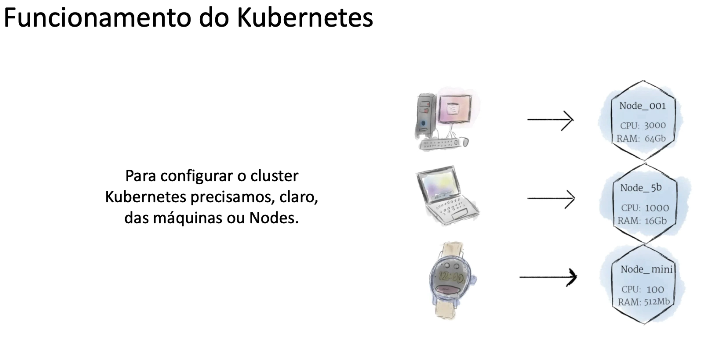 Funcionamento do Kubernetes
Para configurar o cluster
Kubernetes precisamos, claro,
das máquinas ou Nodes.
Node_001
CPU: 3000
RAM: 64Gb
Node_5b
CPU: 1000
RAM: 16Gb
Node_mini
CPU: 100
RAM: 512Mb